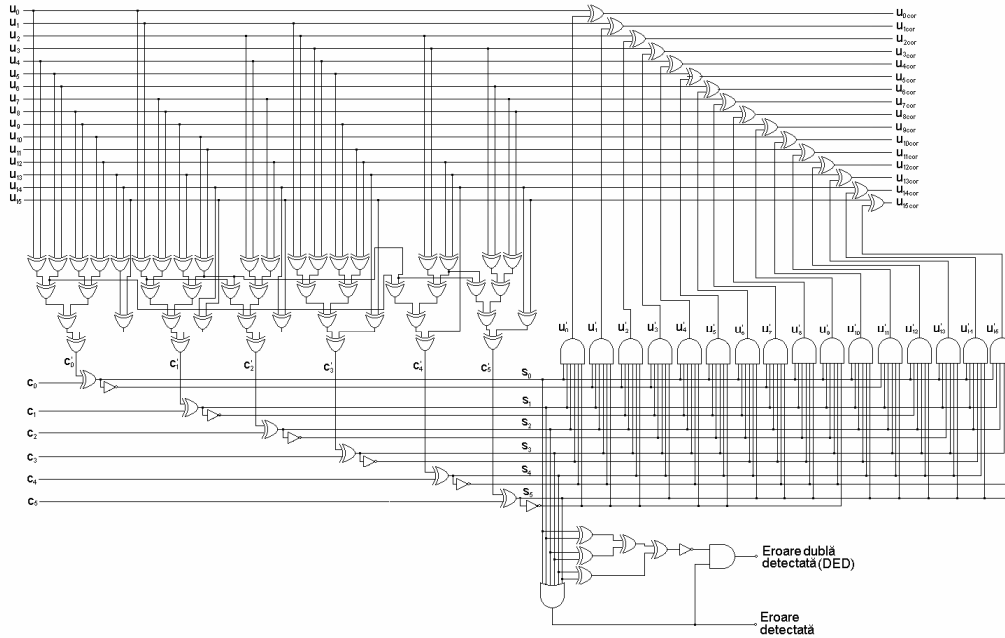 u0
u1
u2
u3
u4
u5
u6
u7
u8
u9
u10
u11
u12
u13
u14
u15
u0cor
u1cor
u2cor
u3cor
u4cor
u5cor
u6cor
u7cor
u8cor
u9cor
u10cor
u11cor
u12cor
u13cor
u14cor
u15cor
u'0
u'1
u'2
u'3
u'4
u'5
u'6
u'7
u'8
u'9
u'10
u'11
u'12
u'13
u'14
u'15
c'0
c'1
c'2
c'3
c'4
c'5
c0
c1
c2
c3
c4
c5
s0
s1
s2
s3
s4
s5
Eroare dublă
detectată (DED)
Eroare
detectată